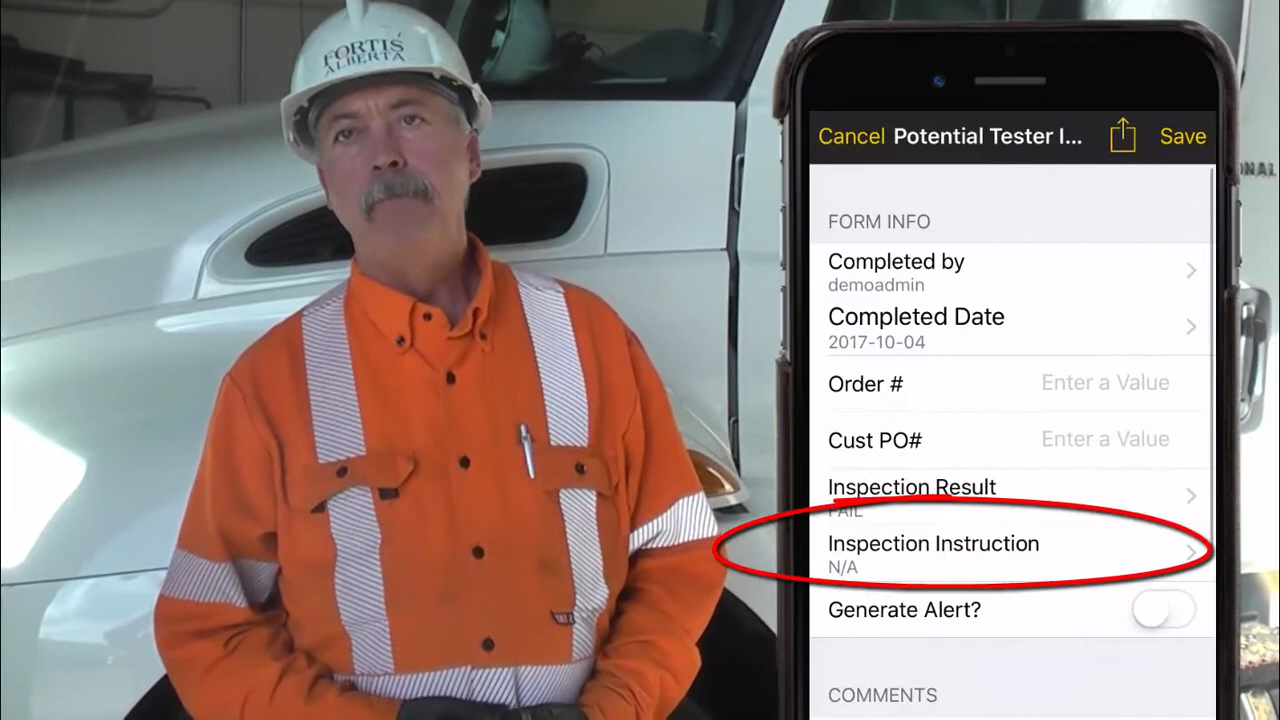 FORTIS
ALBERTA
Cancel Potential Tester I... Save
FORM INFO
Completed by
demoadmin
Completed Date
2017-10-04
Order # Enter a Value
Cust PO# Enter a Value
Inspection Result
FAIL
Inspection Instruction
N/A
Generate Alert?
COMMENTS